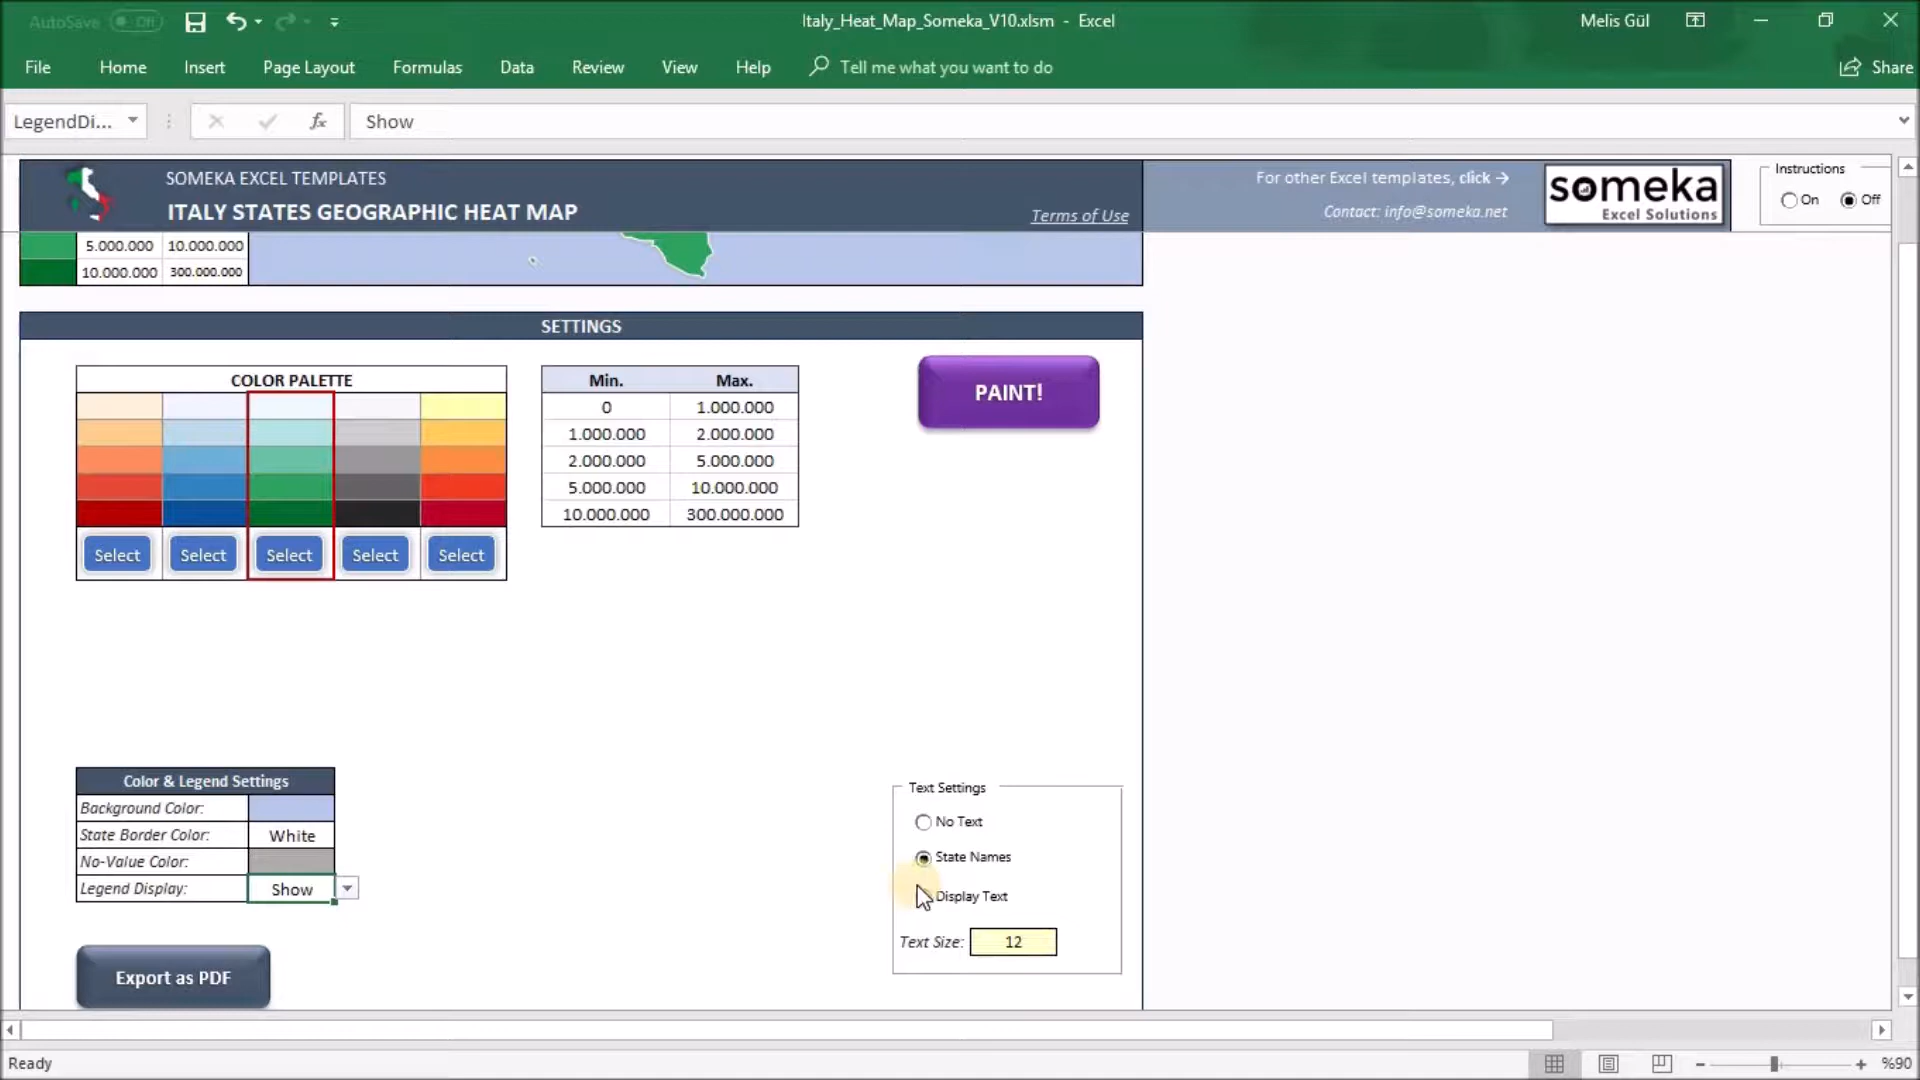 AutoSave Off
Italy_Heat_Map_Someka_V10.xlsm - Excel
Melis Gül
File Home Insert Page Layout Formulas Data Review View Help Tell me what you want to do Share
LegendDi... fx Show
SOMEKA EXCEL TEMPLATES
ITALY STATES GEOGRAPHIC HEAT MAP
Terms of Use
For other Excel templates, click →
Contact: info@someka.net
someka
Excel Solutions
Instructions
On Off
5.000.000 10.000.000
10.000.000 300.000.000
SETTINGS
COLOR PALETTE
Select Select Select Select Select
Min. Max.
0 1.000.000
1.000.000 2.000.000
2.000.000 5.000.000
5.000.000 10.000.000
10.000.000 300.000.000
PAINT!
Color & Legend Settings
Background Color:
State Border Color: White
No-Value Color:
Legend Display: Show
Export as PDF
Text Settings
No Text
State Names
Display Text
Text Size: 12
Ready
%90